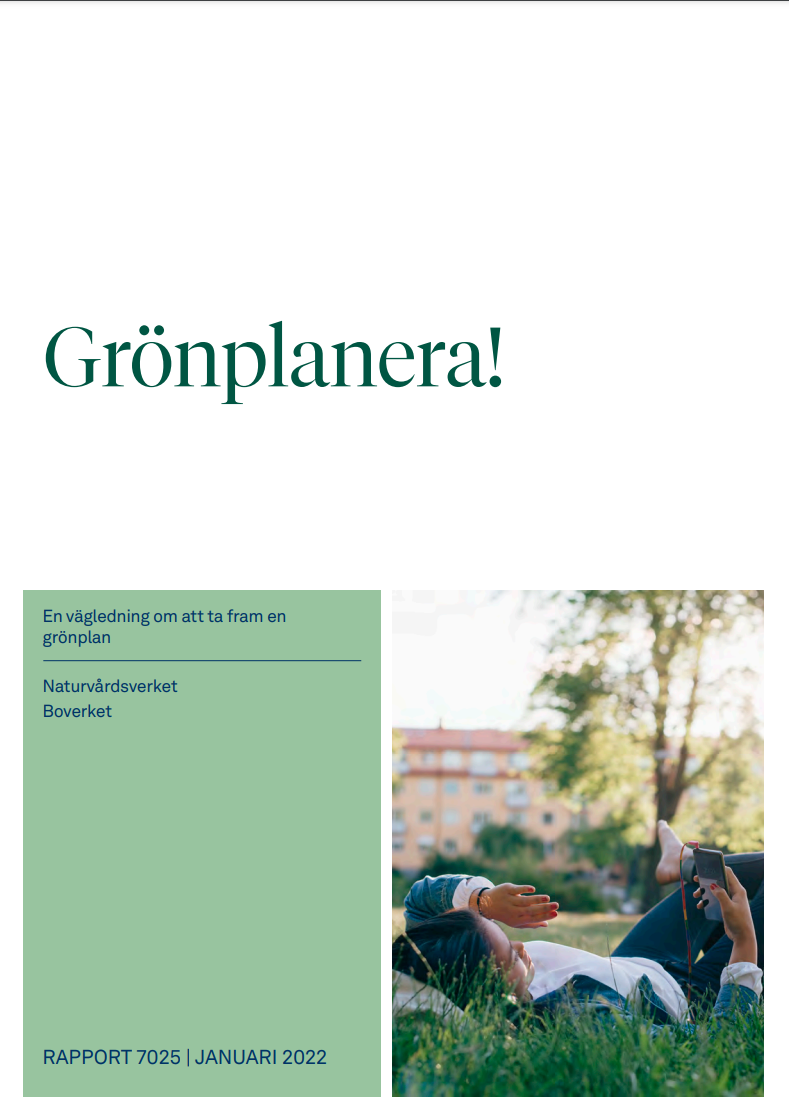 Grönplanera!
En vägledning om att ta fram en
grönplan
Naturvårdsverket
Boverket
RAPPORT 7025 | JANUARI 2022